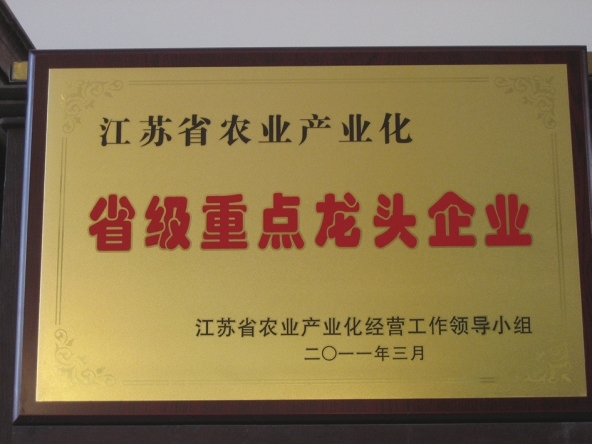 江苏省农业产业化
省级重点龙头企业
江苏省农业产业化经营工作领导小组
二〇一一年三月